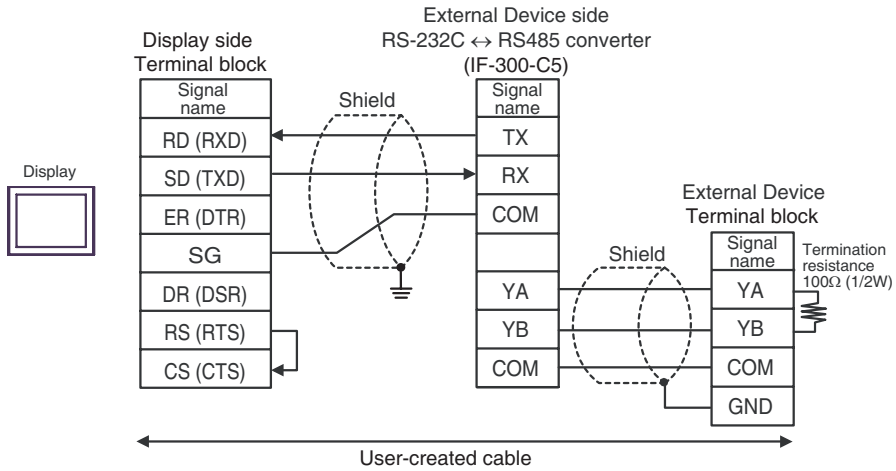 External Device side
RS-232C ↔ RS485 converter
(IF-300-C5)
Display side
Terminal block
Signal
name
RD (RXD)
SD (TXD)
ER (DTR)
SG
DR (DSR)
RS (RTS)
CS (CTS)
Display
Shield
Signal
name
TX
RX
COM
YA
YB
COM
Shield
External Device
Terminal block
Signal
name
YA
YB
COM
GND
Termination
resistance
100Ω (1/2W)
User-created cable